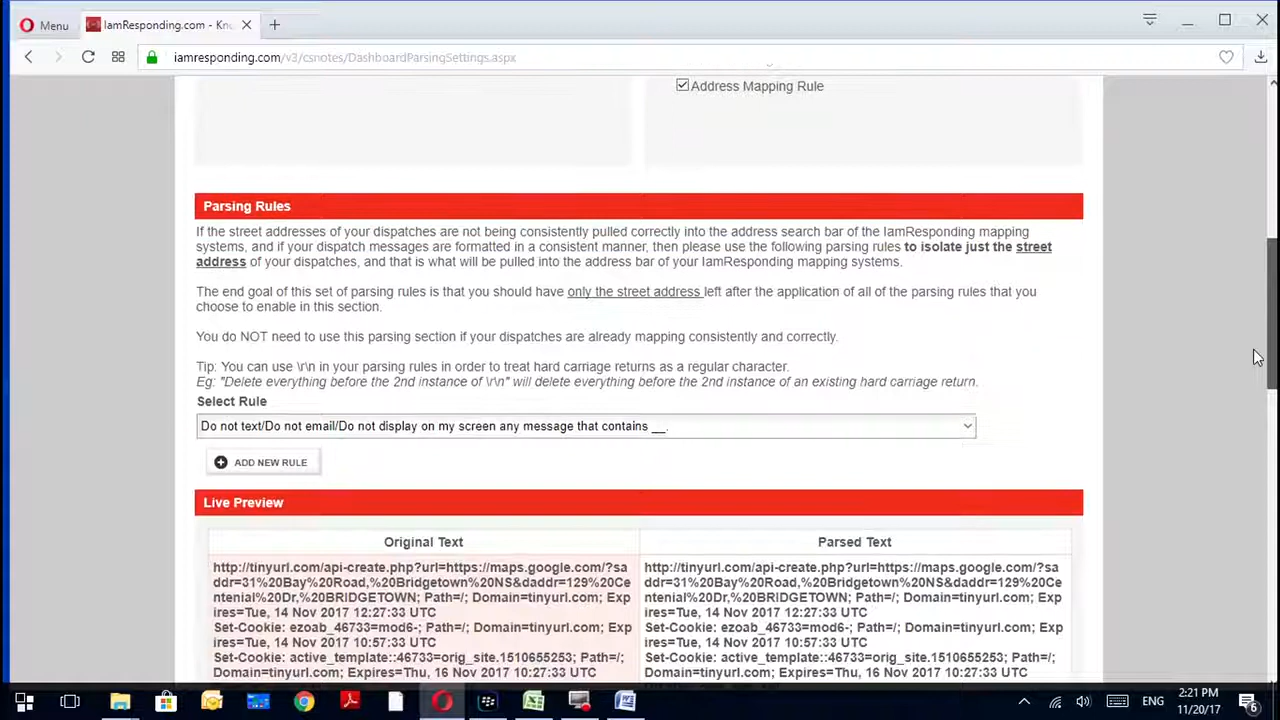 Menu
IamResponding.com - Kn
iamresponding.com/v3/csnotes/DashboardParsingSettings.aspx
Address Mapping Rule
Parsing Rules
If the street addresses of your dispatches are not being consistently pulled correctly into the address search bar of the IamResponding mapping
systems, and if your dispatch messages are formatted in a consistent manner, then please use the following parsing rules to isolate just the street
address of your dispatches, and that is what will be pulled into the address bar of your IamResponding mapping systems.
The end goal of this set of parsing rules is that you should have only the street address left after the application of all of the parsing rules that you
choose to enable in this section.
You do NOT need to use this parsing section if your dispatches are already mapping consistently and correctly.
Tip: You can use \r\n in your parsing rules in order to treat hard carriage returns as a regular character.
Eg: "Delete everything before the 2nd instance of \r\n" will delete everything before the 2nd instance of an existing hard carriage return.
Select Rule
Do not text/Do not email/Do not display on my screen any message that contains __.
ADD NEW RULE
Live Preview
Original Text
http://tinyurl.com/api-create.php?url=https://maps.google.com/?sa
ddr=31%20Bay%20Road,%20Bridgetown%20NS&daddr=129%20Ce
ntenial%20Dr,%20BRIDGETOWN; Path=/; Domain=tinyurl.com; Exp
ires=Tue, 14 Nov 2017 12:27:33 UTC
Set-Cookie: ezoab_46733=mod6-; Path=/; Domain=tinyurl.com; Exp
ires=Tue, 14 Nov 2017 10:57:33 UTC
Set-Cookie: active_template::46733=orig_site.1510655253; Path=/;
Domain=tinyurl.com; Expires=Thu, 16 Nov 2017 10:27:33 UTC
Parsed Text
http://tinyurl.com/api-create.php?url=https://maps.google.com/?sa
ddr=31%20Bay%20Road,%20Bridgetown%20NS&daddr=129%20Ce
ntenial%20Dr,%20BRIDGETOWN; Path=/; Domain=tinyurl.com; Exp
ires=Tue, 14 Nov 2017 12:27:33 UTC
Set-Cookie: ezoab_46733=mod6-; Path=/; Domain=tinyurl.com; Exp
ires=Tue, 14 Nov 2017 10:57:33 UTC
Set-Cookie: active_template::46733=orig_site.1510655253; Path=/;
Domain=tinyurl.com; Expires=Thu, 16 Nov 2017 10:27:33 UTC
ENG
2:21 PM
11/20/17
6